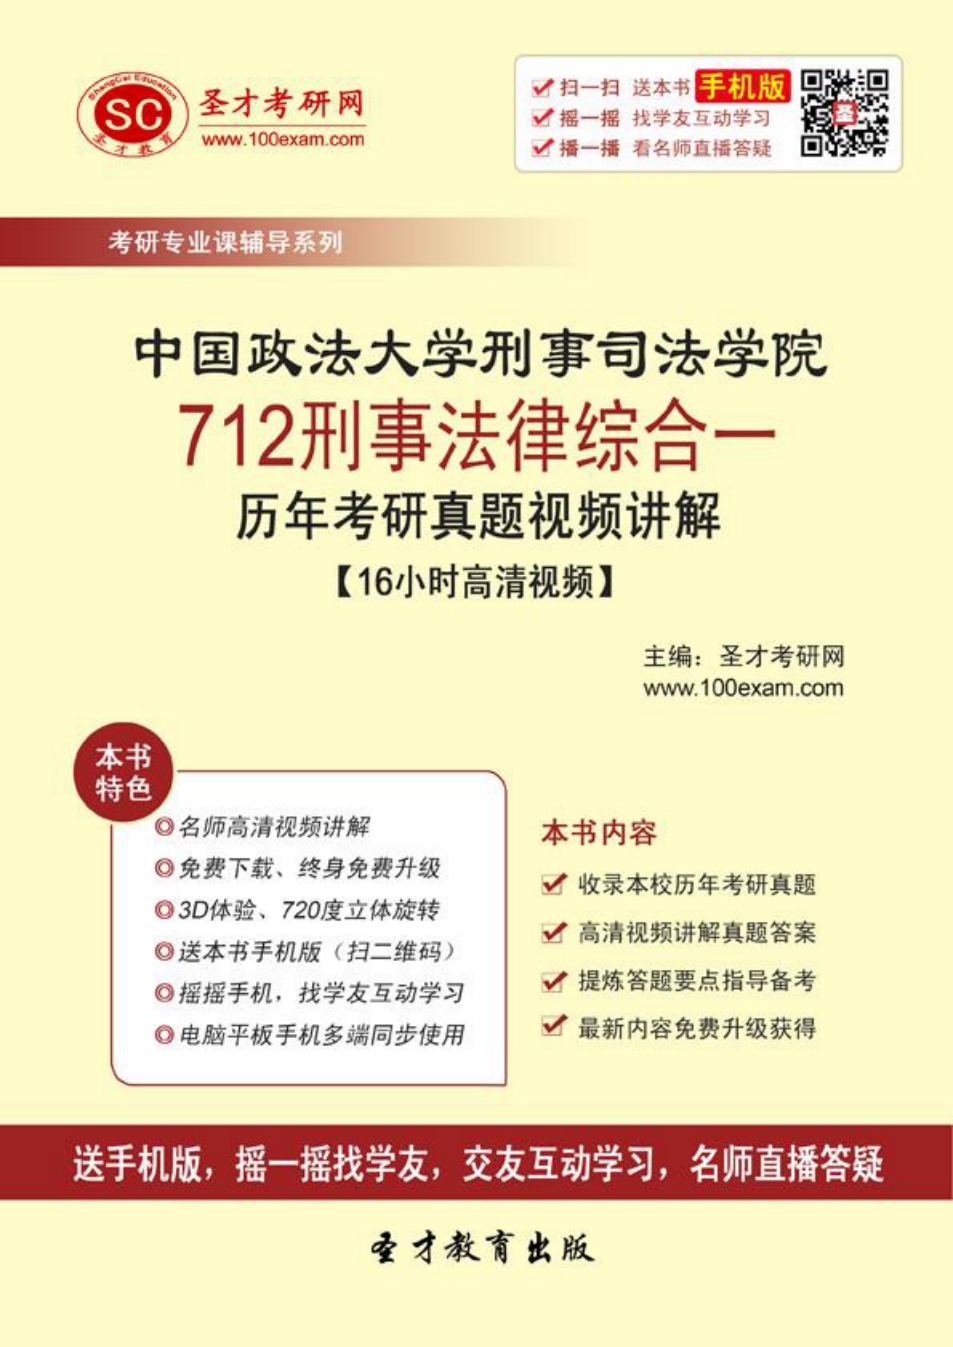 ShengCai Education
SC
圣才教育
圣才考研网
www.100exam.com
扫一扫 送本书 手机版
摇一摇 找学友互动学习
播一播 看名师直播答疑
圣
考研专业课辅导系列
中国政法大学刑事司法学院
712刑事法律综合一
历年考研真题视频讲解
【16小时高清视频】
主编：圣才考研网
www.100exam.com
本书
特色
◎名师高清视频讲解
◎免费下载、终身免费升级
◎3D体验、720度立体旋转
◎送本书手机版（扫二维码）
◎摇摇手机，找学友互动学习
◎电脑平板手机多端同步使用
本书内容
收录本校历年考研真题
高清视频讲解真题答案
提炼答题要点指导备考
最新内容免费升级获得
送手机版，摇一摇找学友，交友互动学习，名师直播答疑
圣才教育出版